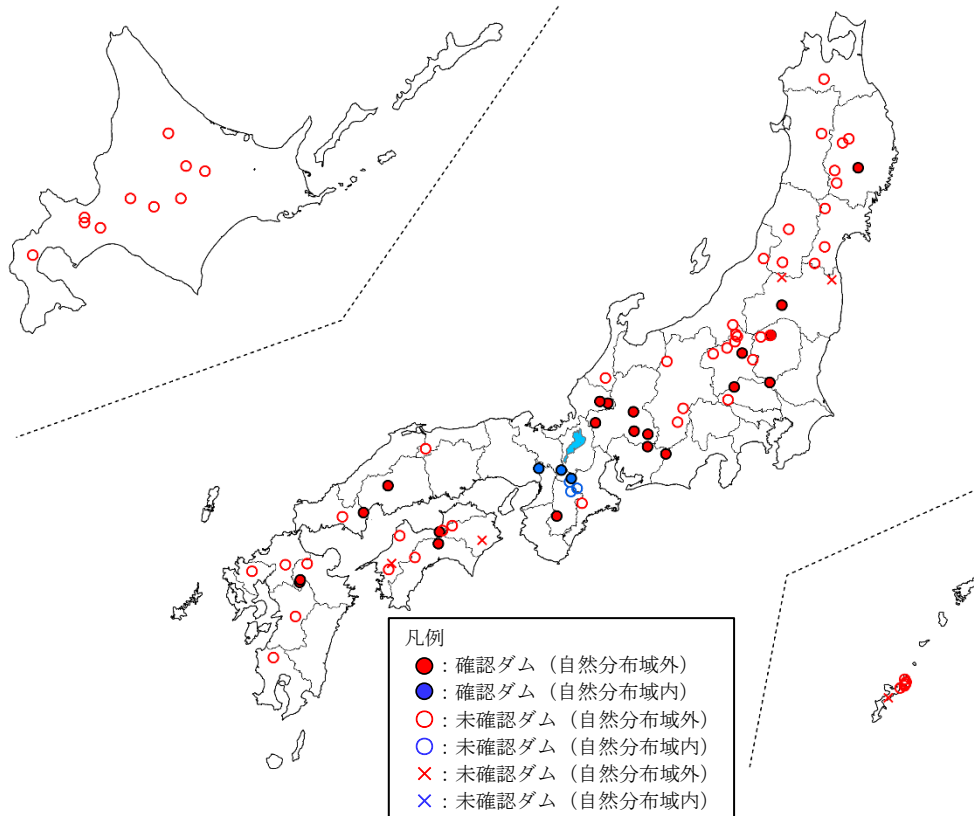 凡例
：確認ダム（自然分布域外）
：確認ダム（自然分布域内）
：未確認ダム（自然分布域外）
：未確認ダム（自然分布域内）
：未確認ダム（自然分布域外）
：未確認ダム（自然分布域内）